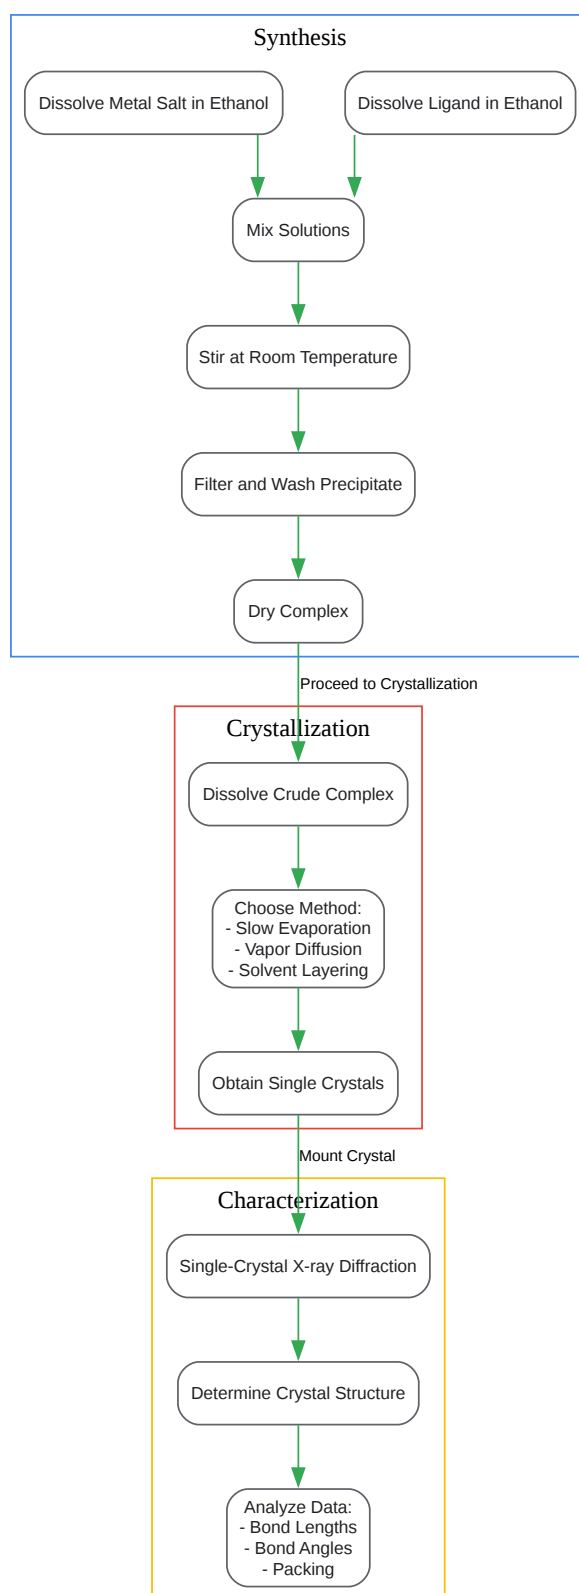 Synthesis
Dissolve Metal Salt in Ethanol
Dissolve Ligand in Ethanol
Mix Solutions
Stir at Room Temperature
Filter and Wash Precipitate
Dry Complex
Proceed to Crystallization
Crystallization
Dissolve Crude Complex
Choose Method:
- Slow Evaporation
- Vapor Diffusion
- Solvent Layering
Obtain Single Crystals
Mount Crystal
Characterization
Single-Crystal X-ray Diffraction
Determine Crystal Structure
Analyze Data:
- Bond Lengths
- Bond Angles
- Packing